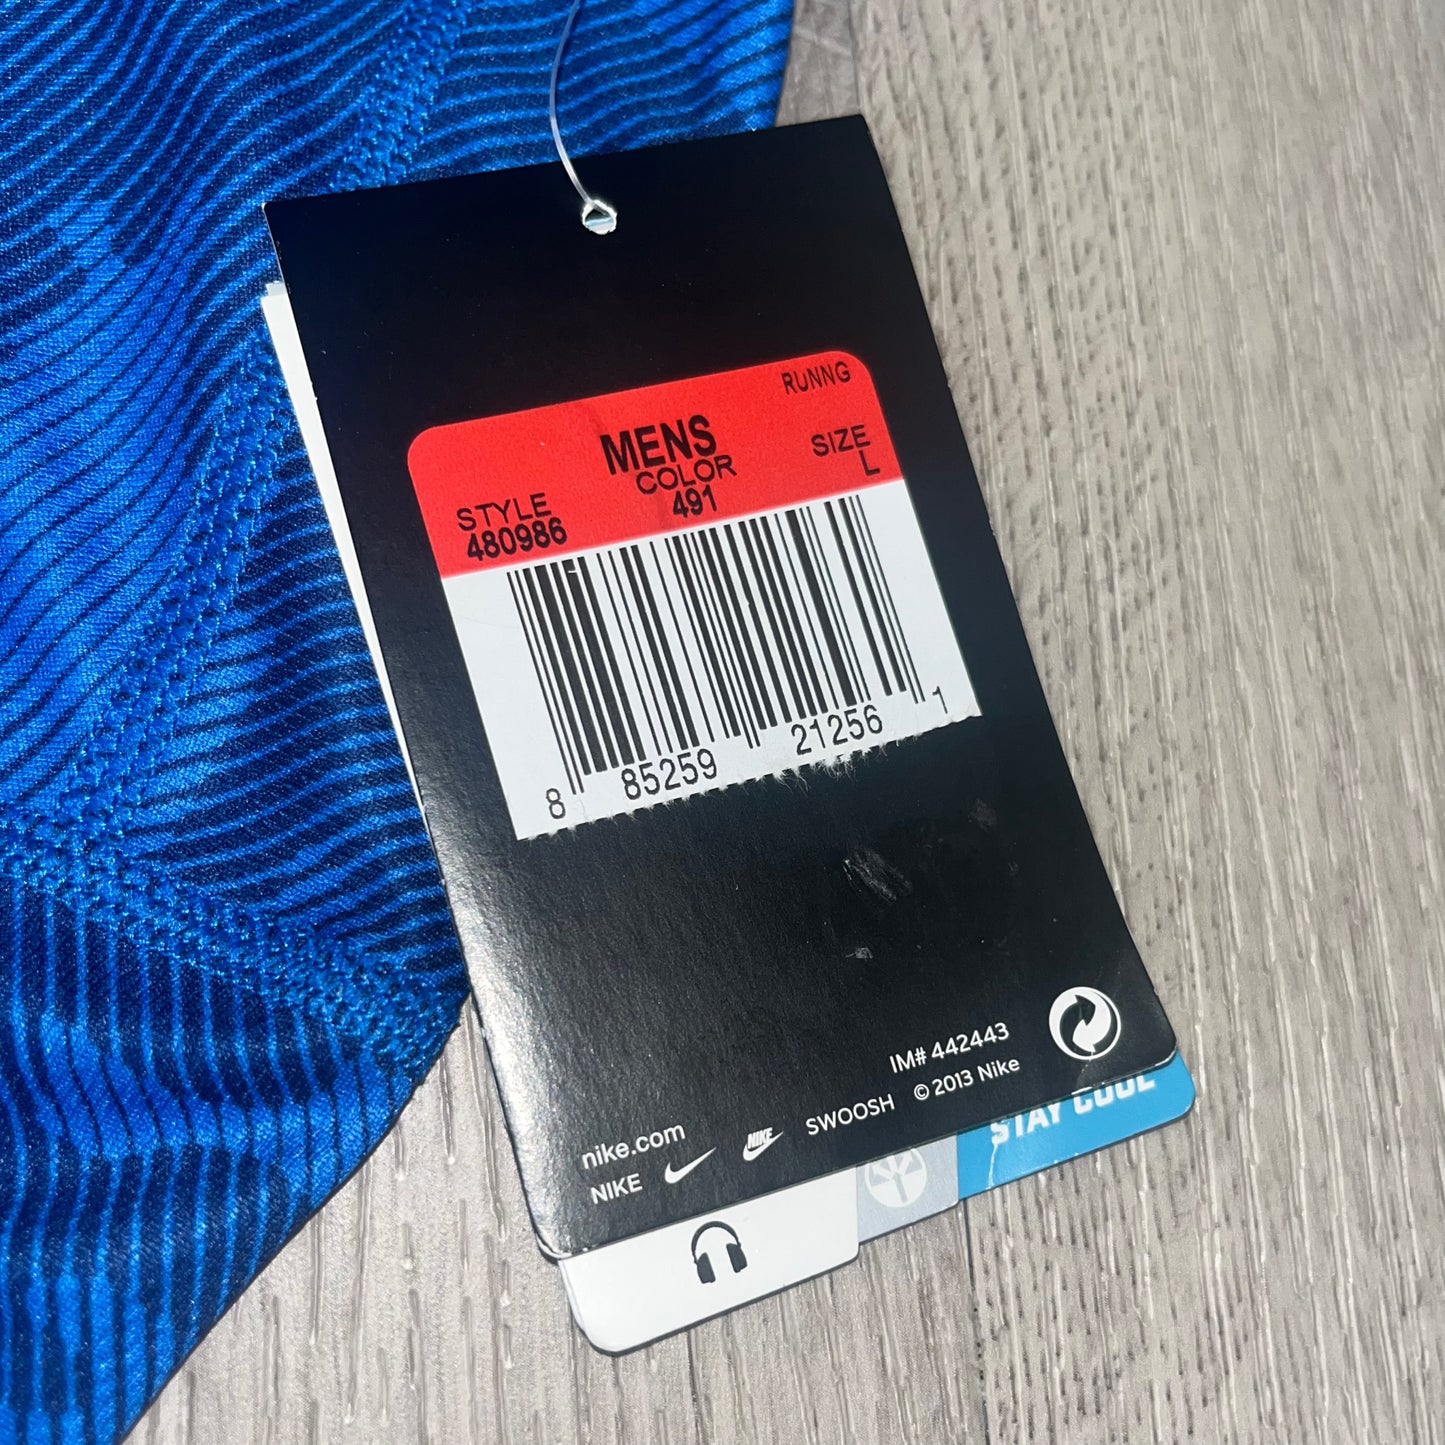 RUNNG
MENS
SIZE
L
COLOR
491
STYLE
480986
8 85259 21256 1
IM# 442443
© 2013 Nike
nike.com
NIKE NIKE SWOOSH
STAY COOL